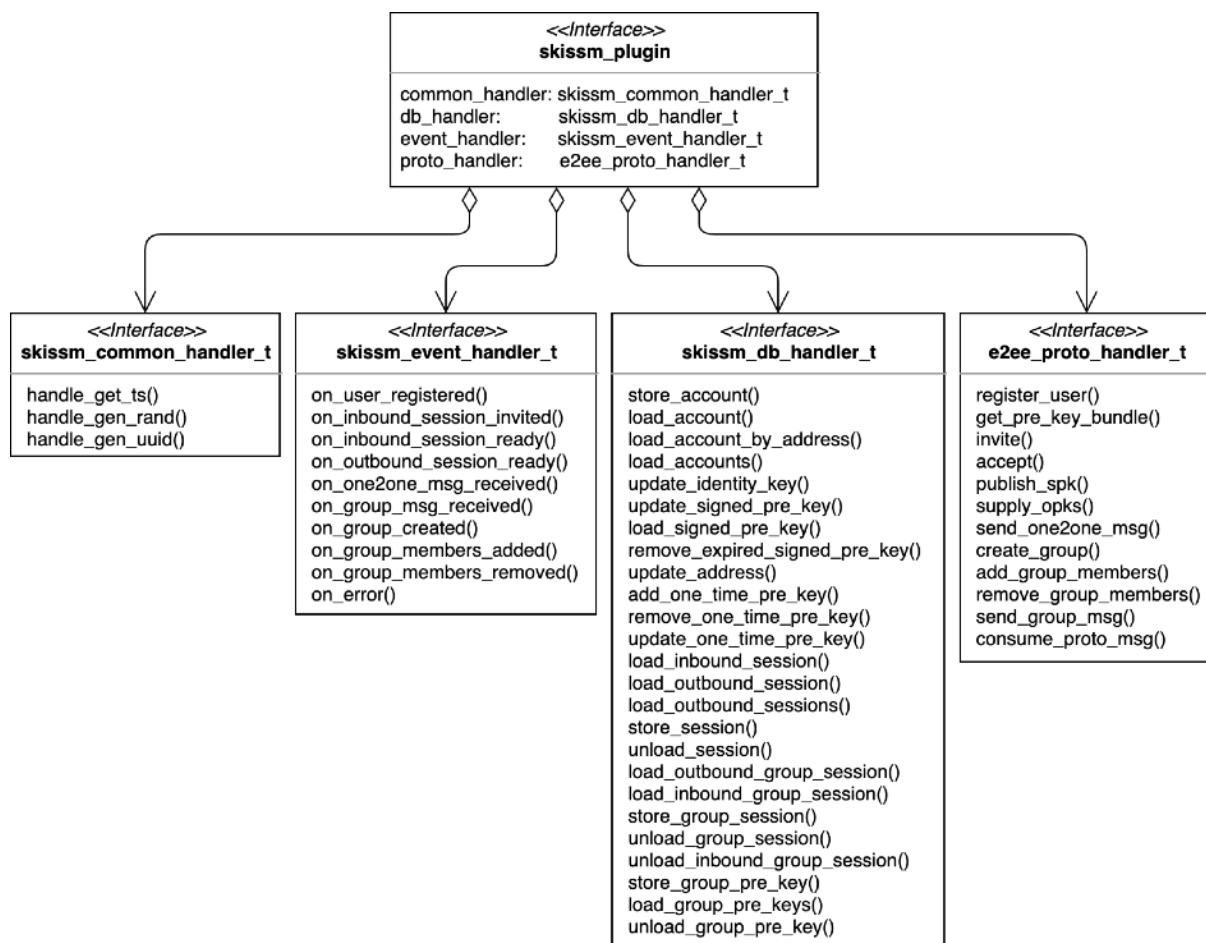 <<Interface>>
skissm_plugin
common_handler: skissm_common_handler_t
db_handler: skissm_db_handler_t
event_handler: skissm_event_handler_t
proto_handler: e2ee_proto_handler_t
<<Interface>>
skissm_common_handler_t
handle_get_ts()
handle_gen_rand()
handle_gen_uuid()
<<Interface>>
skissm_event_handler_t
on_user_registered()
on_inbound_session_invited()
on_inbound_session_ready()
on_outbound_session_ready()
on_one2one_msg_received()
on_group_msg_received()
on_group_created()
on_group_members_added()
on_group_members_removed()
on_error()
<<Interface>>
skissm_db_handler_t
store_account()
load_account()
load_account_by_address()
load_accounts()
update_identity_key()
update_signed_pre_key()
load_signed_pre_key()
remove_expired_signed_pre_key()
update_address()
add_one_time_pre_key()
remove_one_time_pre_key()
update_one_time_pre_key()
load_inbound_session()
load_outbound_session()
load_outbound_sessions()
store_session()
unload_session()
load_outbound_group_session()
load_inbound_group_session()
store_group_session()
unload_group_session()
unload_inbound_group_session()
store_group_pre_key()
load_group_pre_keys()
unload_group_pre_key()
<<Interface>>
e2ee_proto_handler_t
register_user()
get_pre_key_bundle()
invite()
accept()
publish_spk()
supply_opks()
send_one2one_msg()
create_group()
add_group_members()
remove_group_members()
send_group_msg()
consume_proto_msg()